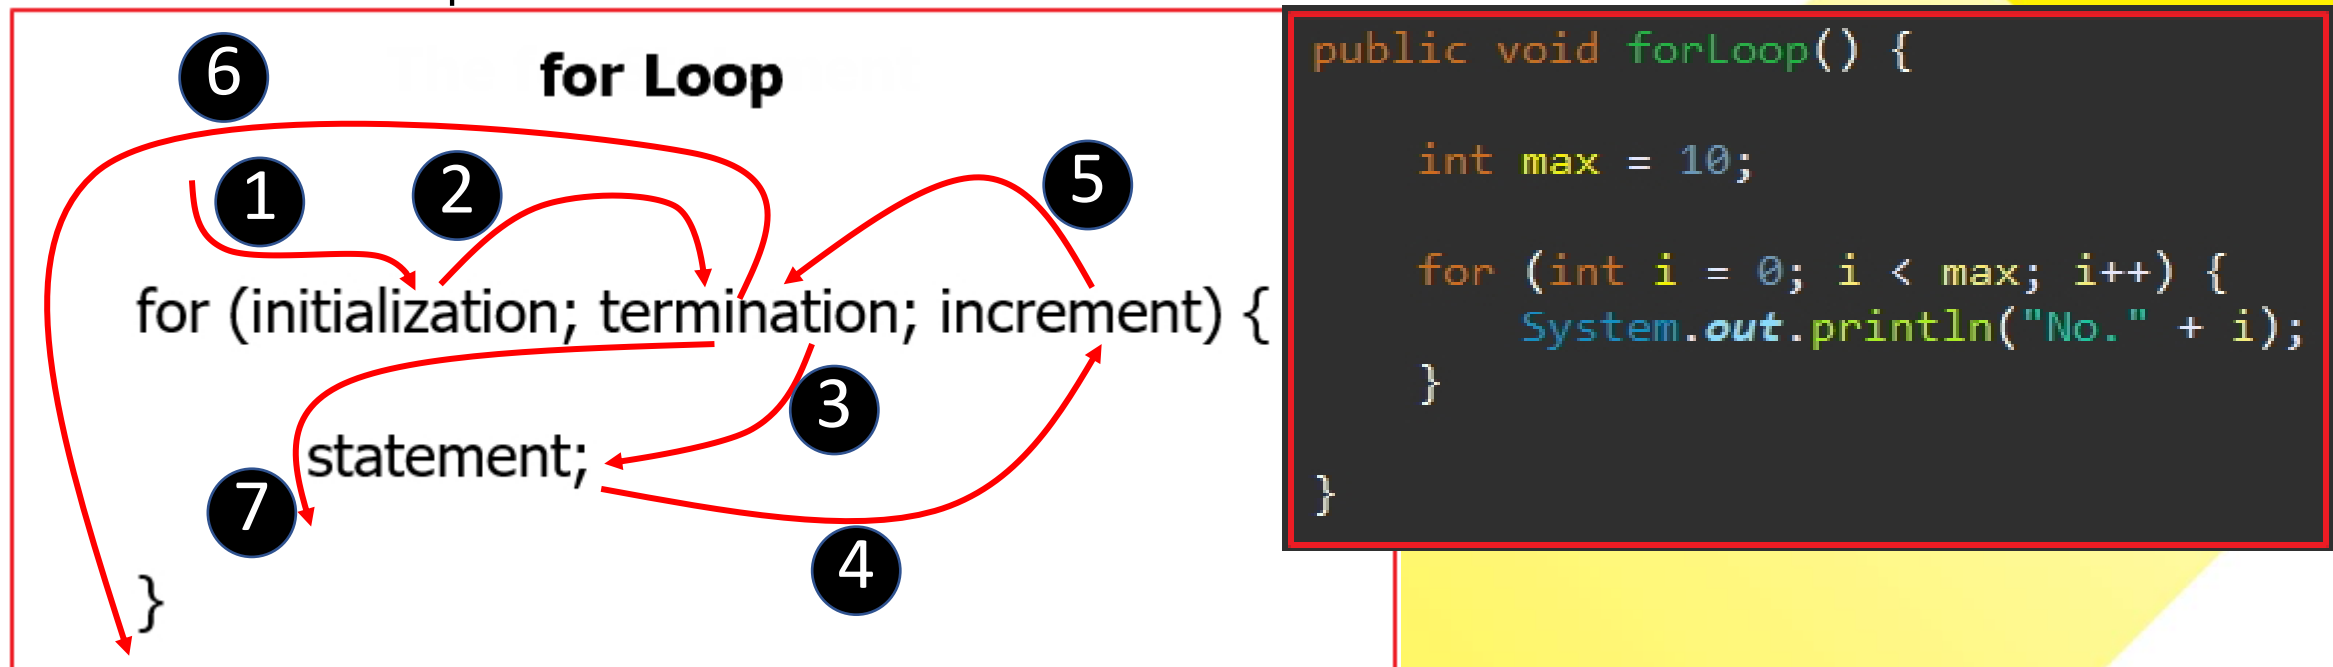 for Loop
6
1
2
5
for (initialization; termination; increment) {
3
statement;
7
4
}
public void forLoop() {
int max = 10;
for (int i = 0; i < max; i++) {
System.out.println("No." + i);
}
}